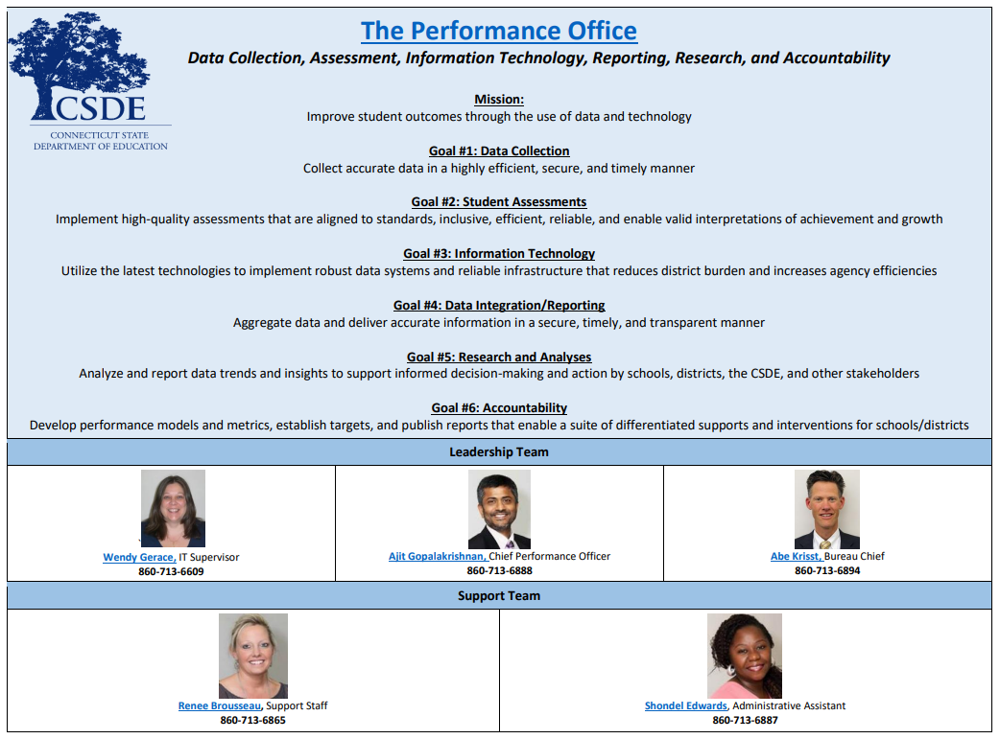 The Performance Office
Data Collection, Assessment, Information Technology, Reporting, Research, and Accountability
CSDE
CONNECTICUT STATE
DEPARTMENT OF EDUCATION
Mission:
Improve student outcomes through the use of data and technology
Goal #1: Data Collection
Collect accurate data in a highly efficient, secure, and timely manner
Goal #2: Student Assessments
Implement high-quality assessments that are aligned to standards, inclusive, efficient, reliable, and enable valid interpretations of achievement and growth
Goal #3: Information Technology
Utilize the latest technologies to implement robust data systems and reliable infrastructure that reduces district burden and increases agency efficiencies
Goal #4: Data Integration/Reporting
Aggregate data and deliver accurate information in a secure, timely, and transparent manner
Goal #5: Research and Analyses
Analyze and report data trends and insights to support informed decision-making and action by schools, districts, the CSDE, and other stakeholders
Goal #6: Accountability
Develop performance models and metrics, establish targets, and publish reports that enable a suite of differentiated supports and interventions for schools/districts
Leadership Team
Wendy Gerace, IT Supervisor
860-713-6609
Ajit Gopalakrishnan, Chief Performance Officer
860-713-6888
Abe Krisst, Bureau Chief
860-713-6894
Support Team
Renee Brousseau, Support Staff
860-713-6865
Shondel Edwards, Administrative Assistant
860-713-6887